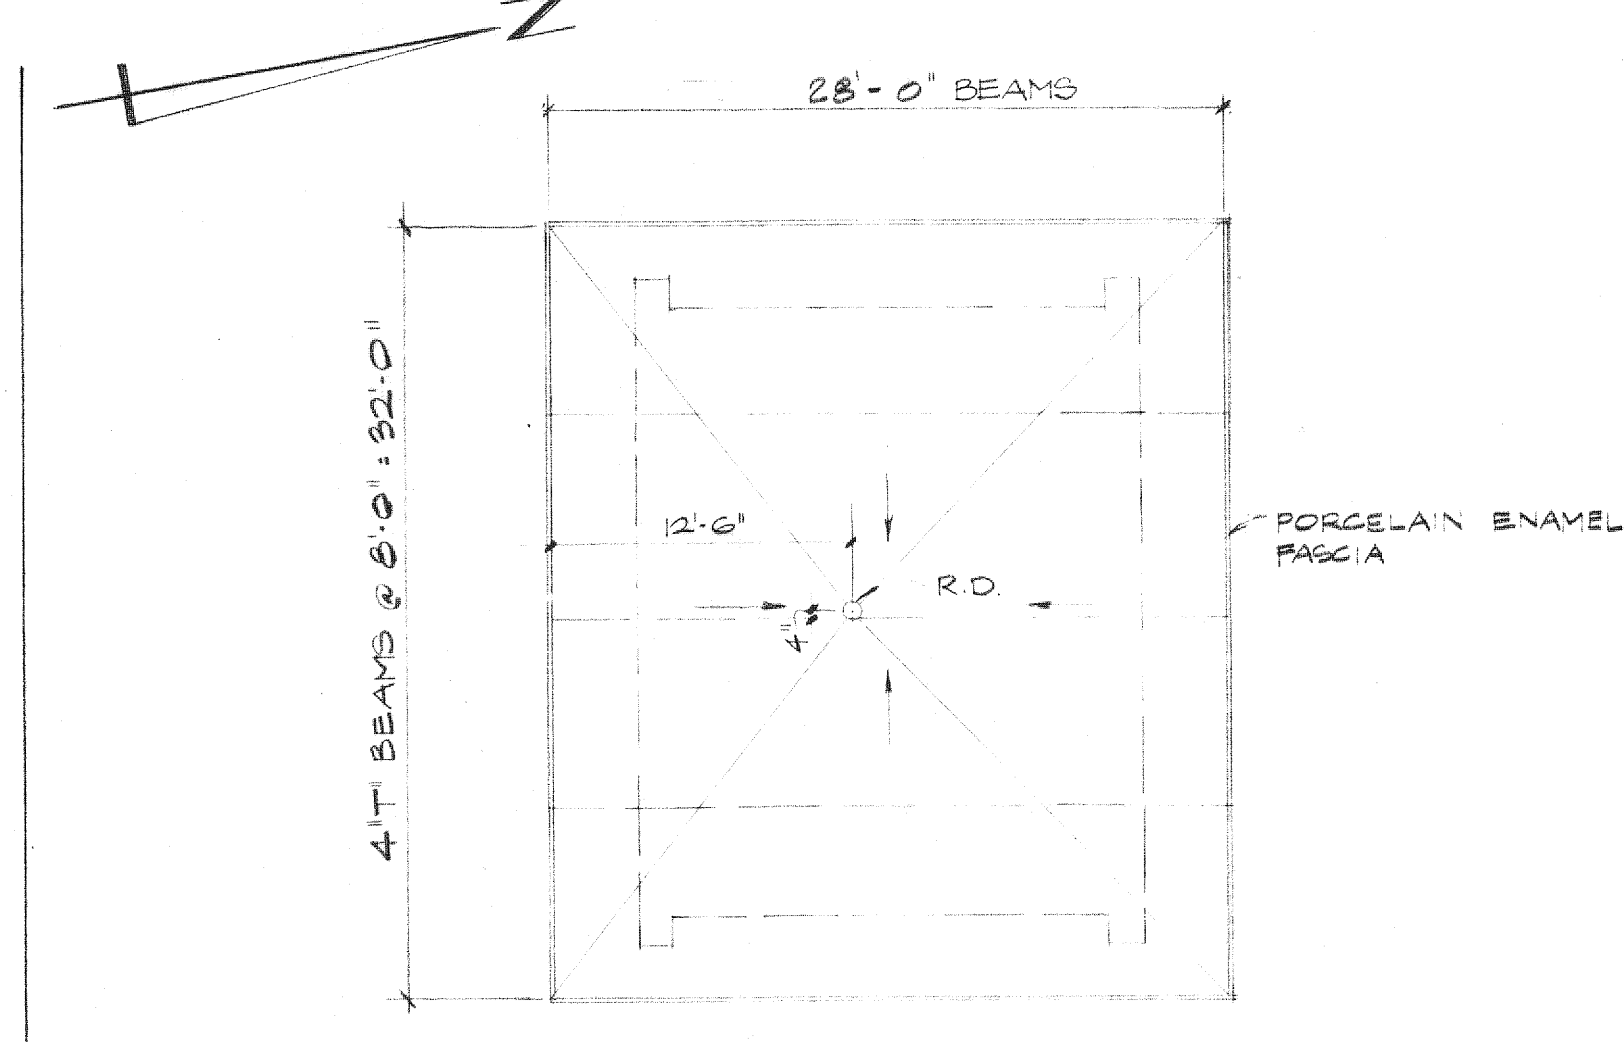 N
28'-0" BEAMS
4 "T" BEAMS @ 8'-0" = 32'-0"
12'-6"
PORCELAIN ENAMEL
FASCIA
R.D.
4"